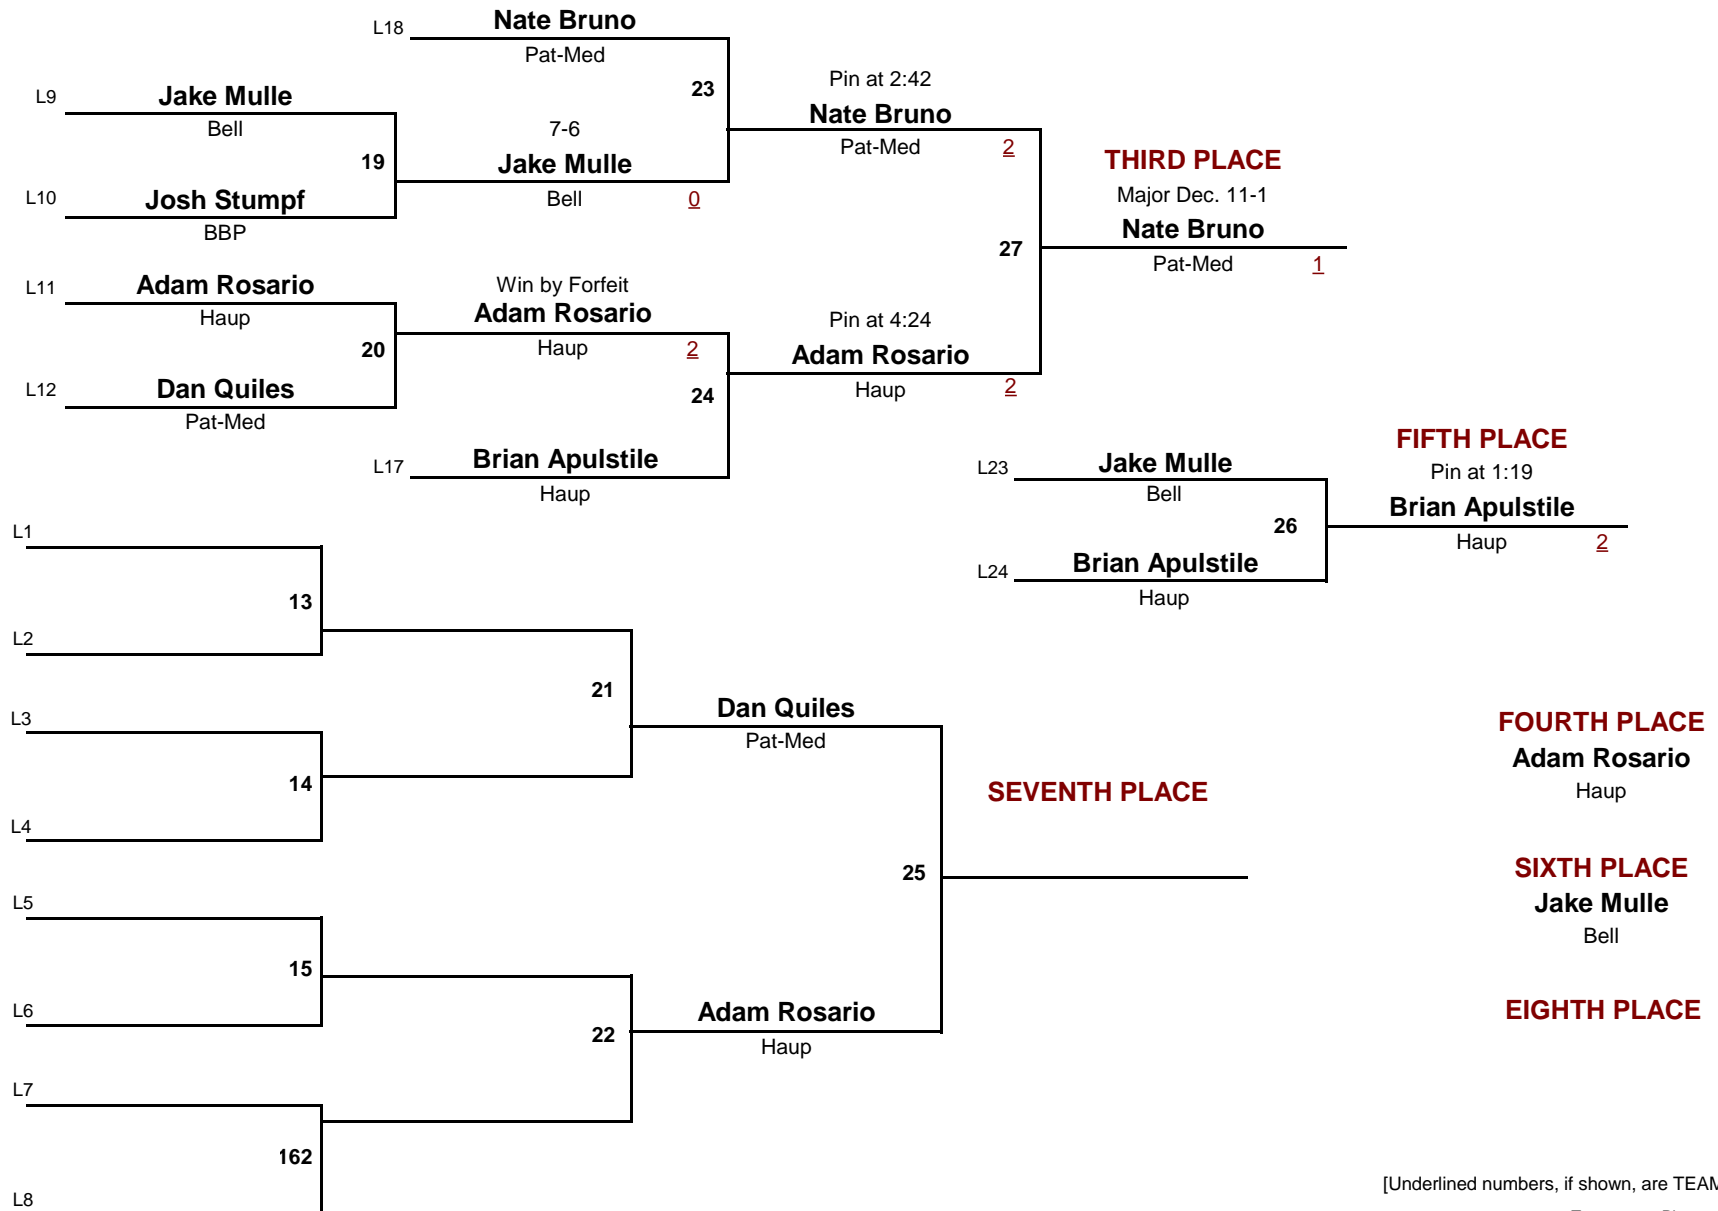 L18
Nate Bruno
Pat-Med
23
L9
Jake Mulle
Bell
19
7-6
Jake Mulle
Bell
0
L10
Josh Stumpf
BBP
Pin at 2:42
Nate Bruno
Pat-Med
2
THIRD PLACE
Major Dec. 11-1
Nate Bruno
Pat-Med
1
27
L11
Adam Rosario
Haup
20
Win by Forfeit
Adam Rosario
Haup
2
L12
Dan Quiles
Pat-Med
24
Pin at 4:24
Adam Rosario
Haup
2
L17
Brian Apulstile
Haup
L23
Jake Mulle
Bell
26
L24
Brian Apulstile
Haup
FIFTH PLACE
Pin at 1:19
Brian Apulstile
Haup
2
L1
13
L2
21
L3
14
L4
Dan Quiles
Pat-Med
SEVENTH PLACE
25
L5
15
L6
22
Adam Rosario
Haup
L7
162
L8
FOURTH PLACE
Adam Rosario
Haup
SIXTH PLACE
Jake Mulle
Bell
EIGHTH PLACE
[Underlined numbers, if shown, are TEAM